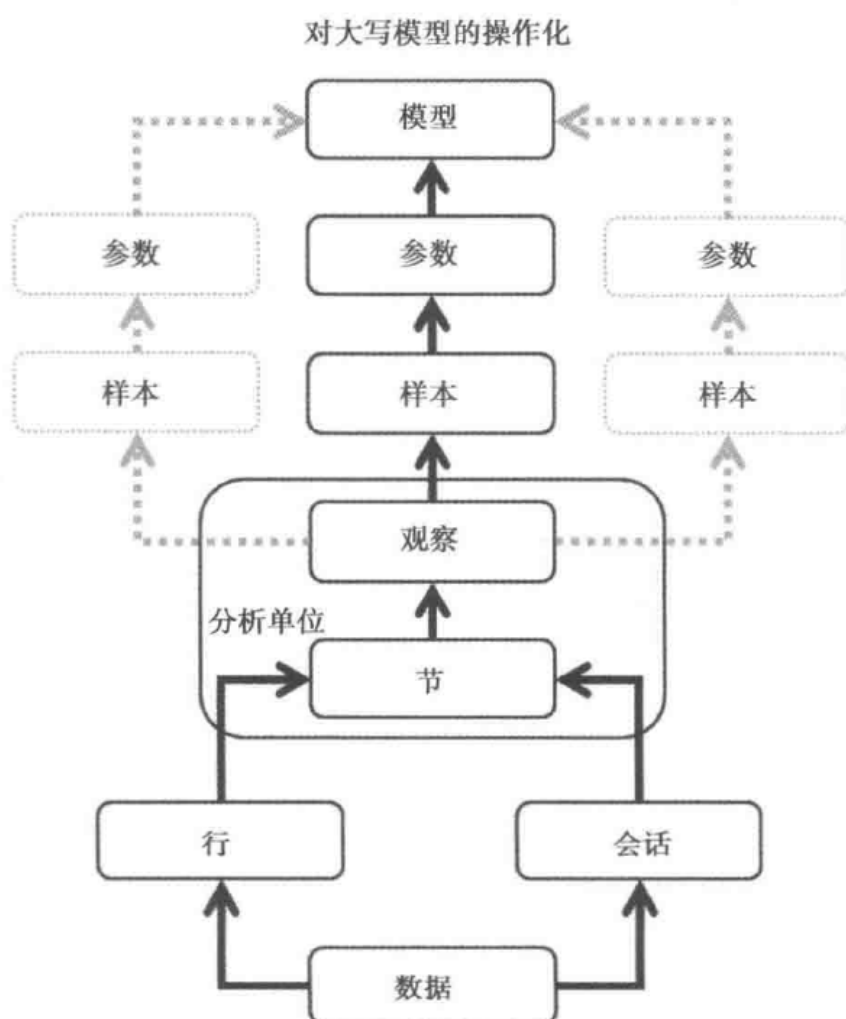 对大写模型的操作化
模型
参数
参数
参数
样本
样本
样本
观察
分析单位
节
行
会话
数据